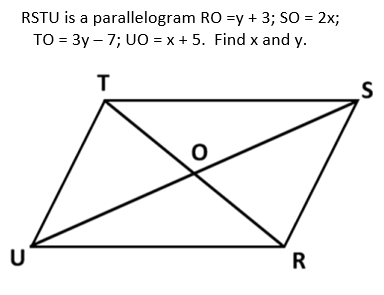 RSTU is a parallelogram RO =y + 3; SO = 2x;
TO = 3y – 7; UO = x + 5. Find x and y.
T
S
O
U
R